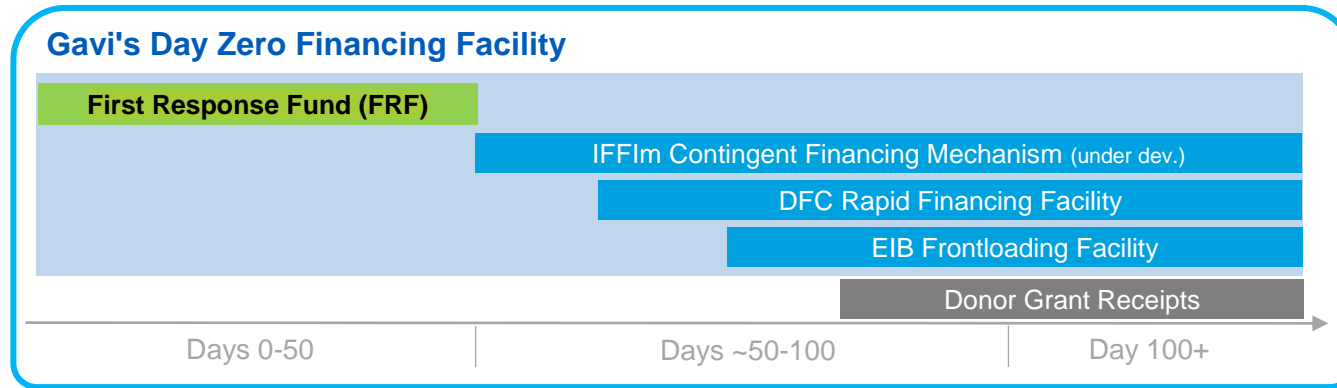 Gavi's Day Zero Financing Facility
First Response Fund (FRF)
IFFIm Contingent Financing Mechanism (under dev.)
DFC Rapid Financing Facility
EIB Frontloading Facility
Donor Grant Receipts
Days 0-50
Days ~50-100
Day 100+